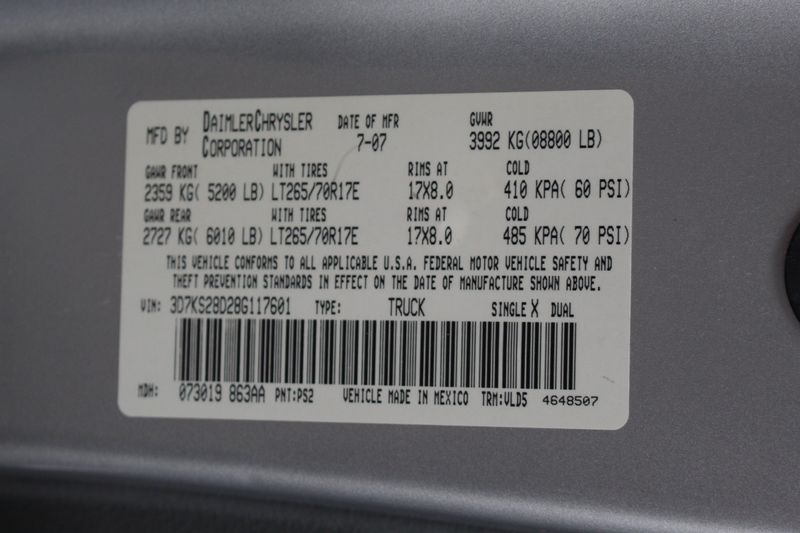 MFD BY DAIMLERCHRYSLER CORPORATION DATE OF MFR 7-07 GVWR 3992 KG(08800 LB)
GAWR FRONT WITH TIRES RIMS AT COLD
2359 KG( 5200 LB) LT265/70R17E 17X8.0 410 KPA( 60 PSI)
GAWR REAR WITH TIRES RIMS AT COLD
2727 KG( 6010 LB) LT265/70R17E 17X8.0 485 KPA( 70 PSI)
THIS VEHICLE CONFORMS TO ALL APPLICABLE U.S.A. FEDERAL MOTOR VEHICLE SAFETY AND
THEFT PREVENTION STANDARDS IN EFFECT ON THE DATE OF MANUFACTURE SHOWN ABOVE.
VIN: 3D7KS28D28G117601 TYPE: TRUCK SINGLE X DUAL
MDH: 073019 863AA PNT:PS2 VEHICLE MADE IN MEXICO TRM:VLD5 4648507